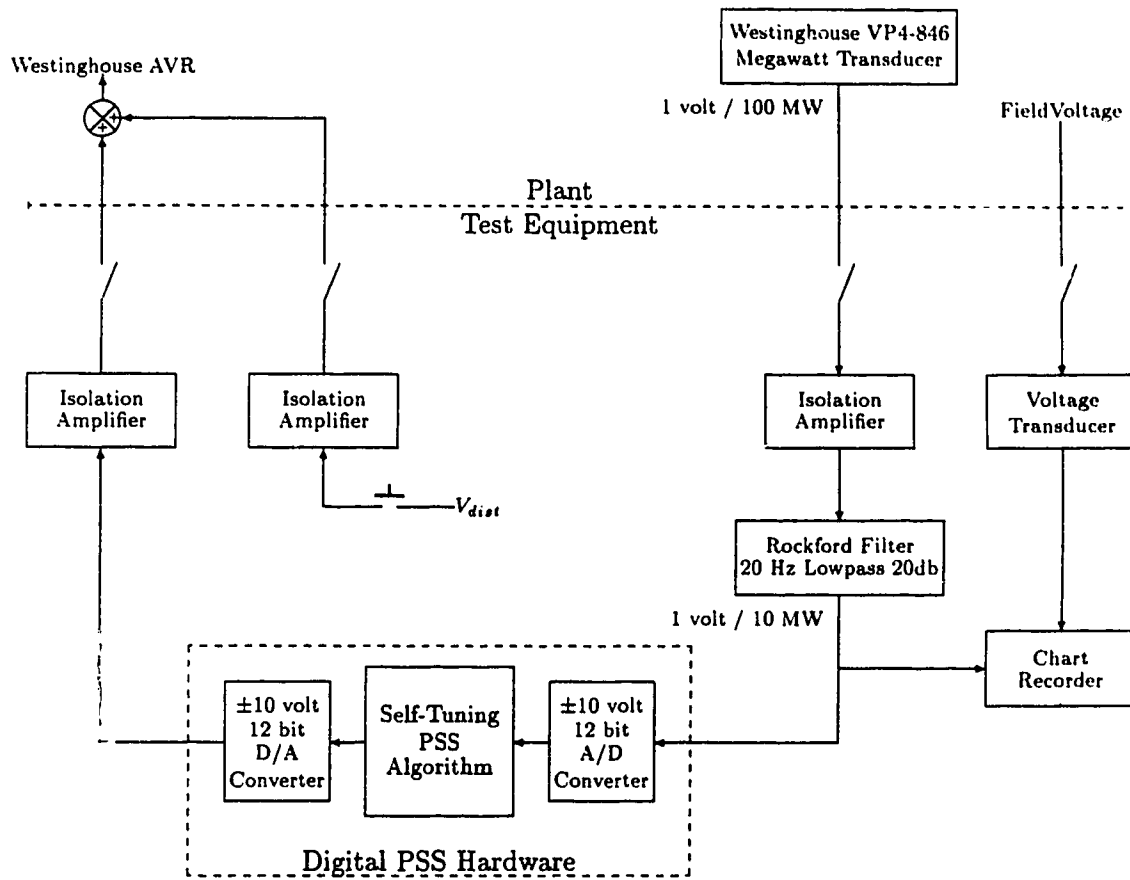 Westinghouse VP4-846
Megawatt Transducer
Westinghouse AVR
1 volt / 100 MW
FieldVoltage
+
+
Plant
Test Equipment
Isolation
Amplifier
Isolation
Amplifier
Isolation
Amplifier
Voltage
Transducer
V_dist
Rockford Filter
20 Hz Lowpass 20db
1 volt / 10 MW
Chart
Recorder
±10 volt
12 bit
D/A
Converter
Self-Tuning
PSS
Algorithm
±10 volt
12 bit
A/D
Converter
Digital PSS Hardware